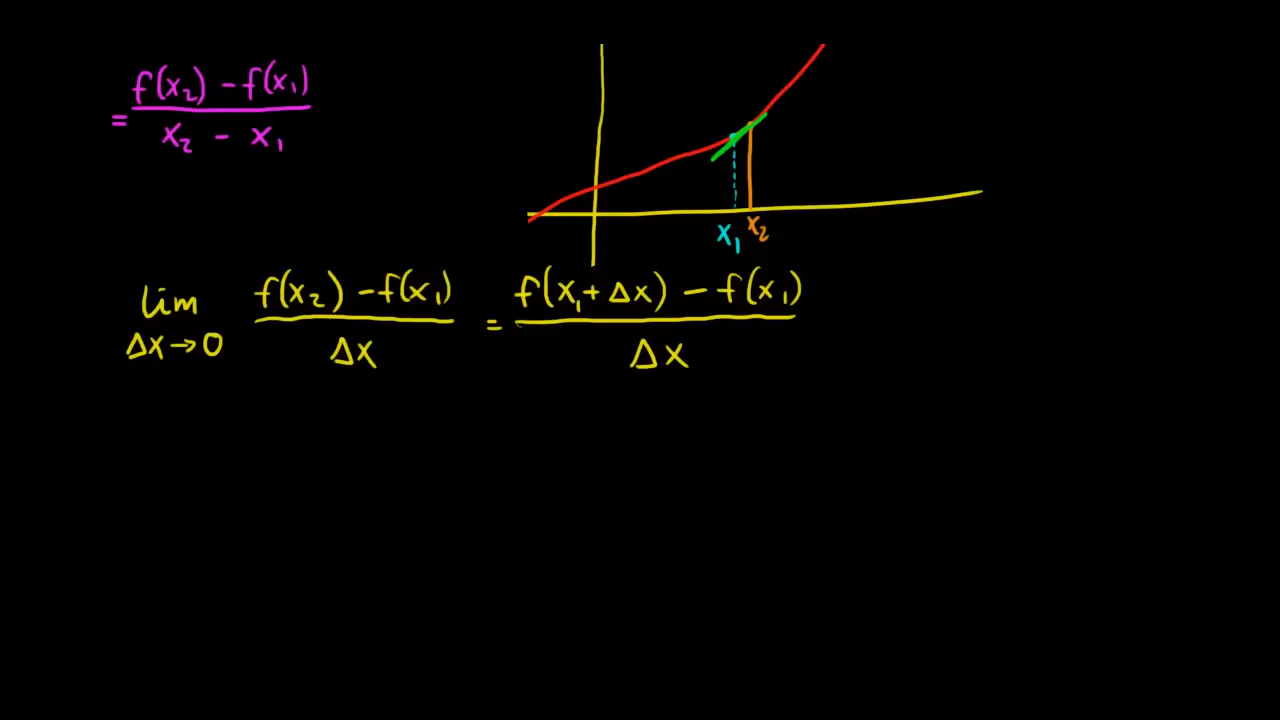 = f(x₂) - f(x₁)
x₂ - x₁
x₁ x₂
lim f(x₂) - f(x₁) = f(x₁ + Δx) - f(x₁)
Δx → 0 Δx Δx